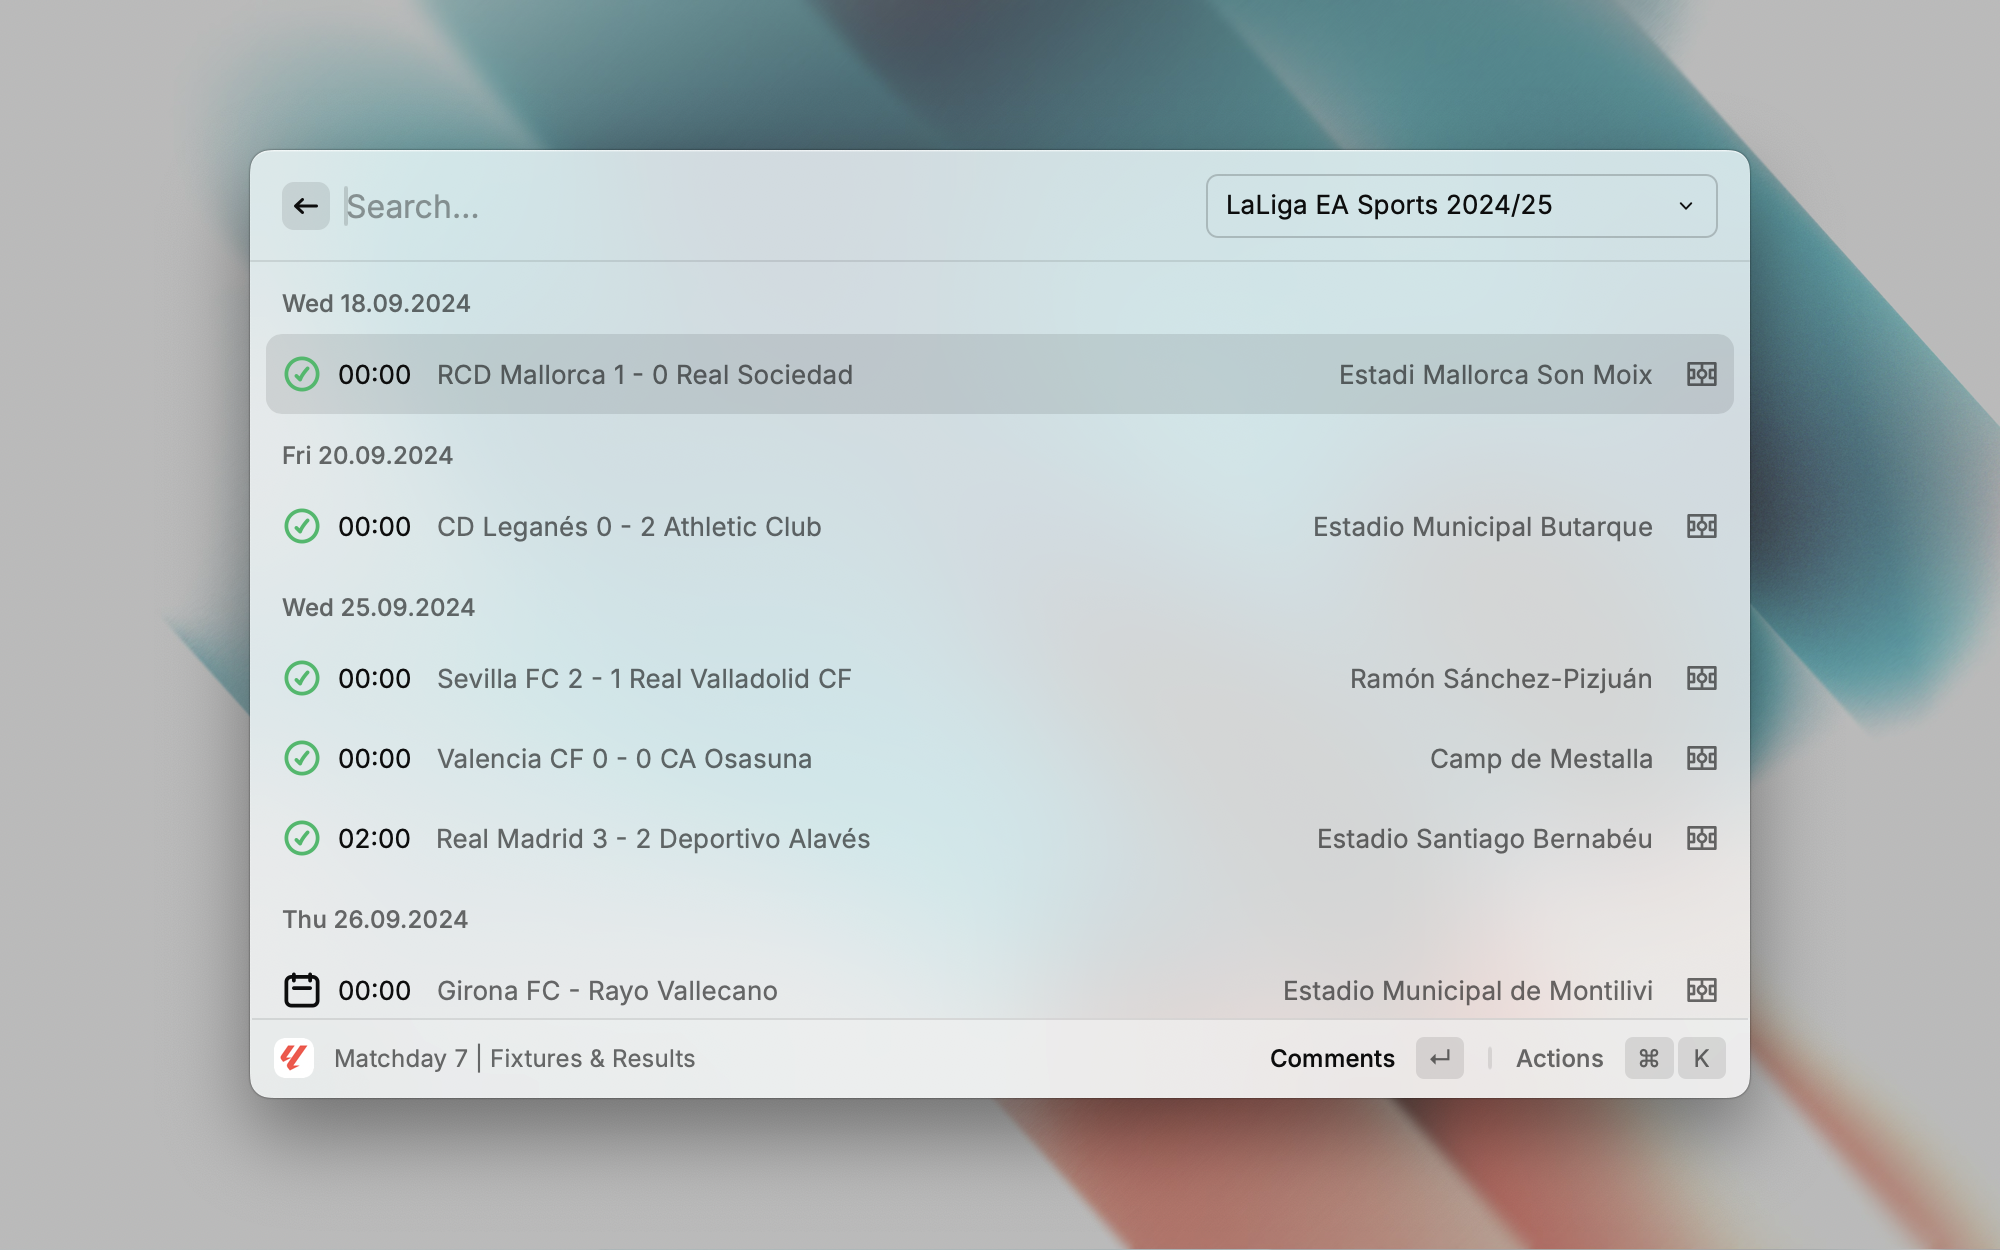 Search...
LaLiga EA Sports 2024/25
Wed 18.09.2024
00:00 RCD Mallorca 1 - 0 Real Sociedad Estadi Mallorca Son Moix
Fri 20.09.2024
00:00 CD Leganés 0 - 2 Athletic Club Estadio Municipal Butarque
Wed 25.09.2024
00:00 Sevilla FC 2 - 1 Real Valladolid CF Ramón Sánchez-Pizjuán
00:00 Valencia CF 0 - 0 CA Osasuna Camp de Mestalla
02:00 Real Madrid 3 - 2 Deportivo Alavés Estadio Santiago Bernabéu
Thu 26.09.2024
00:00 Girona FC - Rayo Vallecano Estadio Municipal de Montilivi
Matchday 7 | Fixtures & Results Comments ↵ Actions ⌘ K